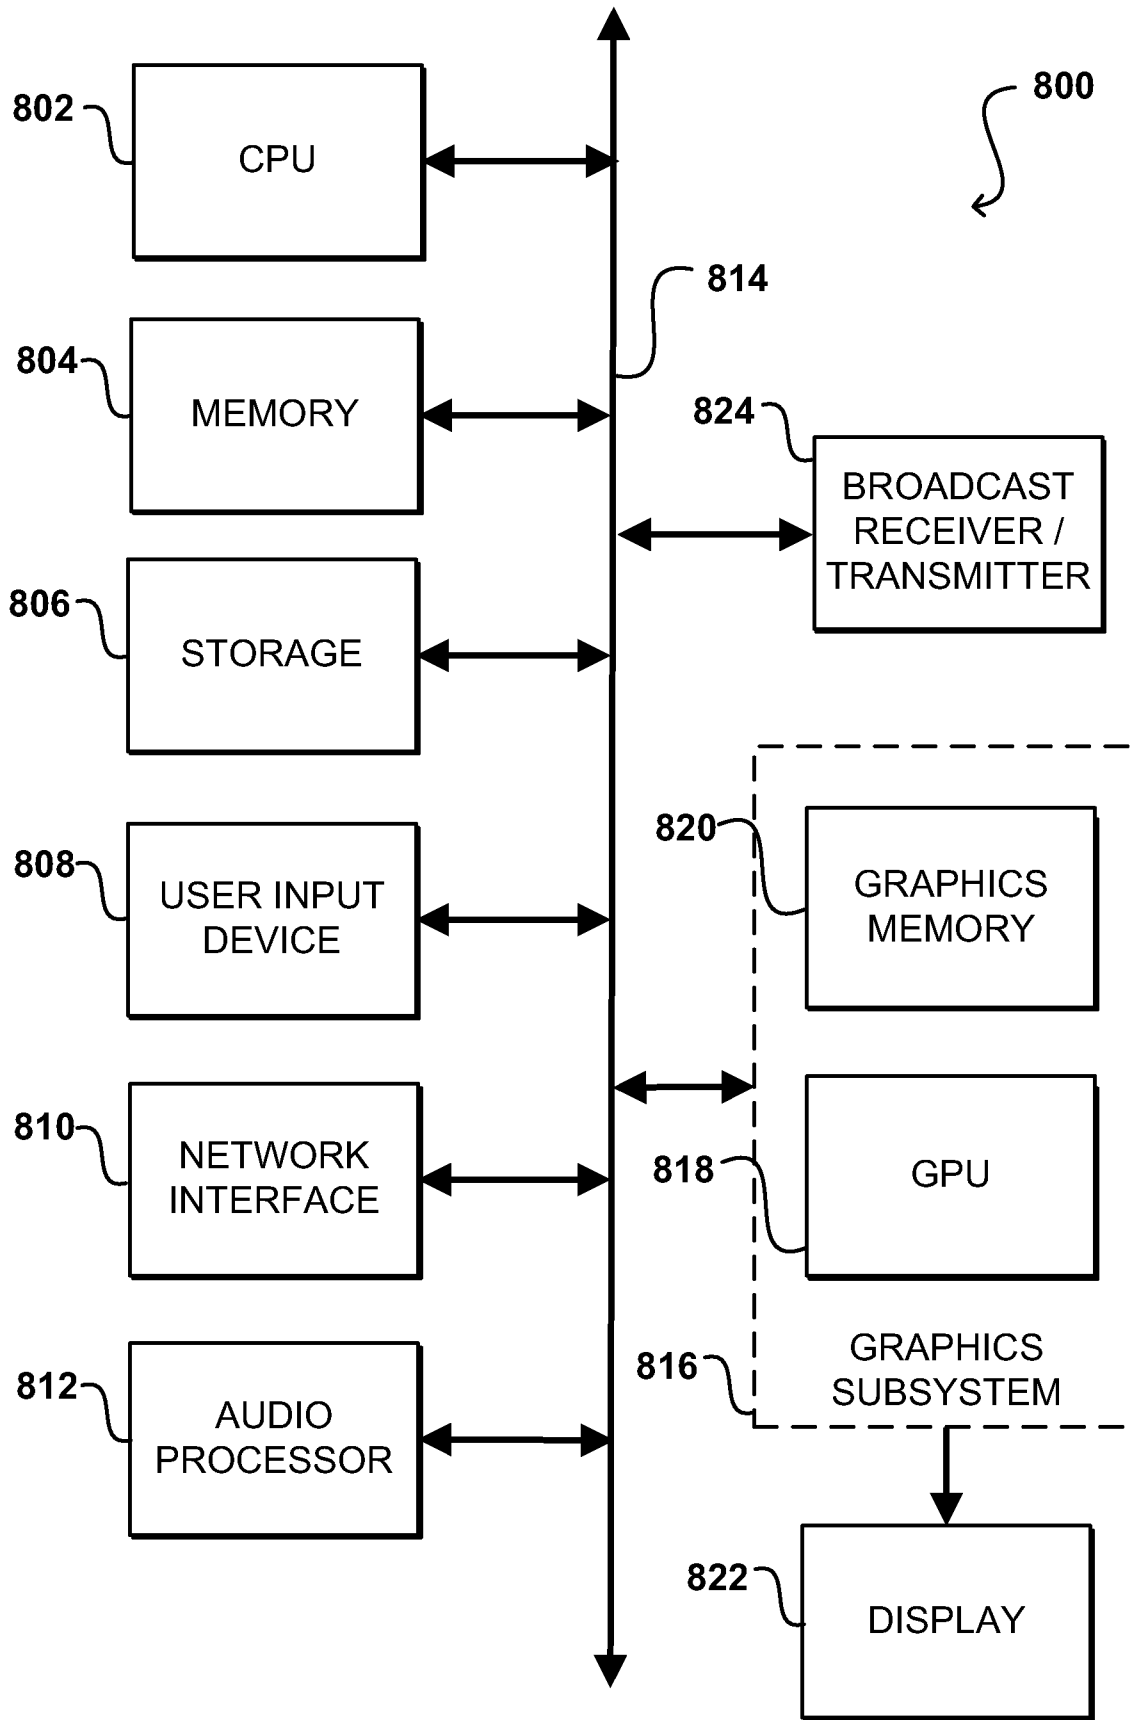 800
802
CPU
814
804
MEMORY
824
BROADCAST
RECEIVER /
TRANSMITTER
806
STORAGE
820
GRAPHICS
MEMORY
808
USER INPUT
DEVICE
810
NETWORK
INTERFACE
818
GPU
816
GRAPHICS
SUBSYSTEM
812
AUDIO
PROCESSOR
822
DISPLAY